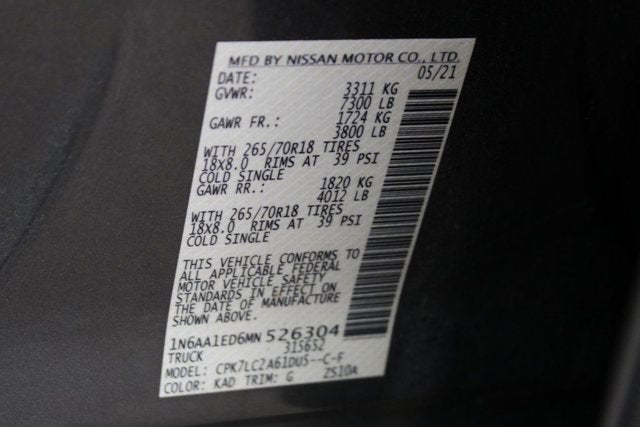 MFD BY NISSAN MOTOR CO., LTD.
DATE: 05/21
GVWR: 3311 KG
7300 LB
GAWR FR.: 1724 KG
3800 LB
WITH 265/70R18 TIRES
18X8.0 RIMS AT 39 PSI
COLD SINGLE
GAWR RR.: 1820 KG
4012 LB
WITH 265/70R18 TIRES
18X8.0 RIMS AT 39 PSI
COLD SINGLE
THIS VEHICLE CONFORMS TO
ALL APPLICABLE FEDERAL
MOTOR VEHICLE SAFETY
STANDARDS IN EFFECT ON
THE DATE OF MANUFACTURE
SHOWN ABOVE.
1N6AA1ED6MN 526304
TRUCK 315652
MODEL: CPK7LCZA61DU5--C-F
COLOR: KAD TRIM: G ZS10A